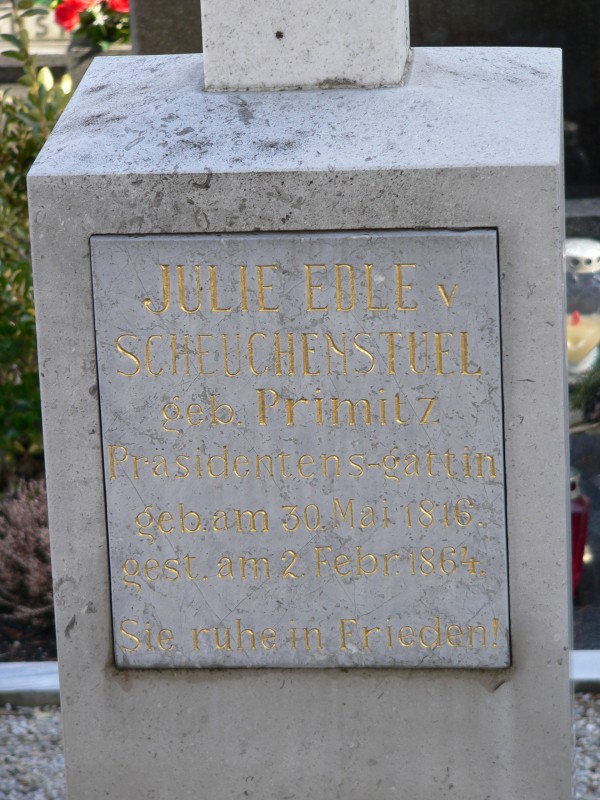 JULIE EDLE v
SCHEUCHENSTUEL
geb. Primitz
Präsidentens-gattin
geb. am 30. Mai 1816.
gest. am 2. Febr. 1864.
Sie ruhe in Frieden!